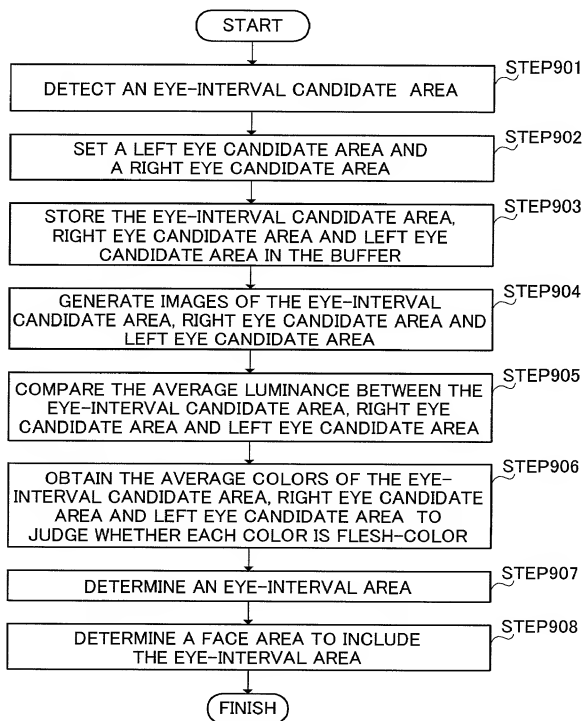 START
STEP901
DETECT AN EYE-INTERVAL CANDIDATE AREA
STEP902
SET A LEFT EYE CANDIDATE AREA AND
A RIGHT EYE CANDIDATE AREA
STEP903
STORE THE EYE-INTERVAL CANDIDATE AREA,
RIGHT EYE CANDIDATE AREA AND LEFT EYE
CANDIDATE AREA IN THE BUFFER
STEP904
GENERATE IMAGES OF THE EYE-INTERVAL
CANDIDATE AREA, RIGHT EYE CANDIDATE AREA AND
LEFT EYE CANDIDATE AREA
STEP905
COMPARE THE AVERAGE LUMINANCE BETWEEN THE
EYE-INTERVAL CANDIDATE AREA, RIGHT EYE
CANDIDATE AREA AND LEFT EYE CANDIDATE AREA
STEP906
OBTAIN THE AVERAGE COLORS OF THE EYE-
INTERVAL CANDIDATE AREA, RIGHT EYE CANDIDATE
AREA AND LEFT EYE CANDIDATE AREA TO
JUDGE WHETHER EACH COLOR IS FLESH-COLOR
STEP907
DETERMINE AN EYE-INTERVAL AREA
STEP908
DETERMINE A FACE AREA TO INCLUDE
THE EYE-INTERVAL AREA
FINISH